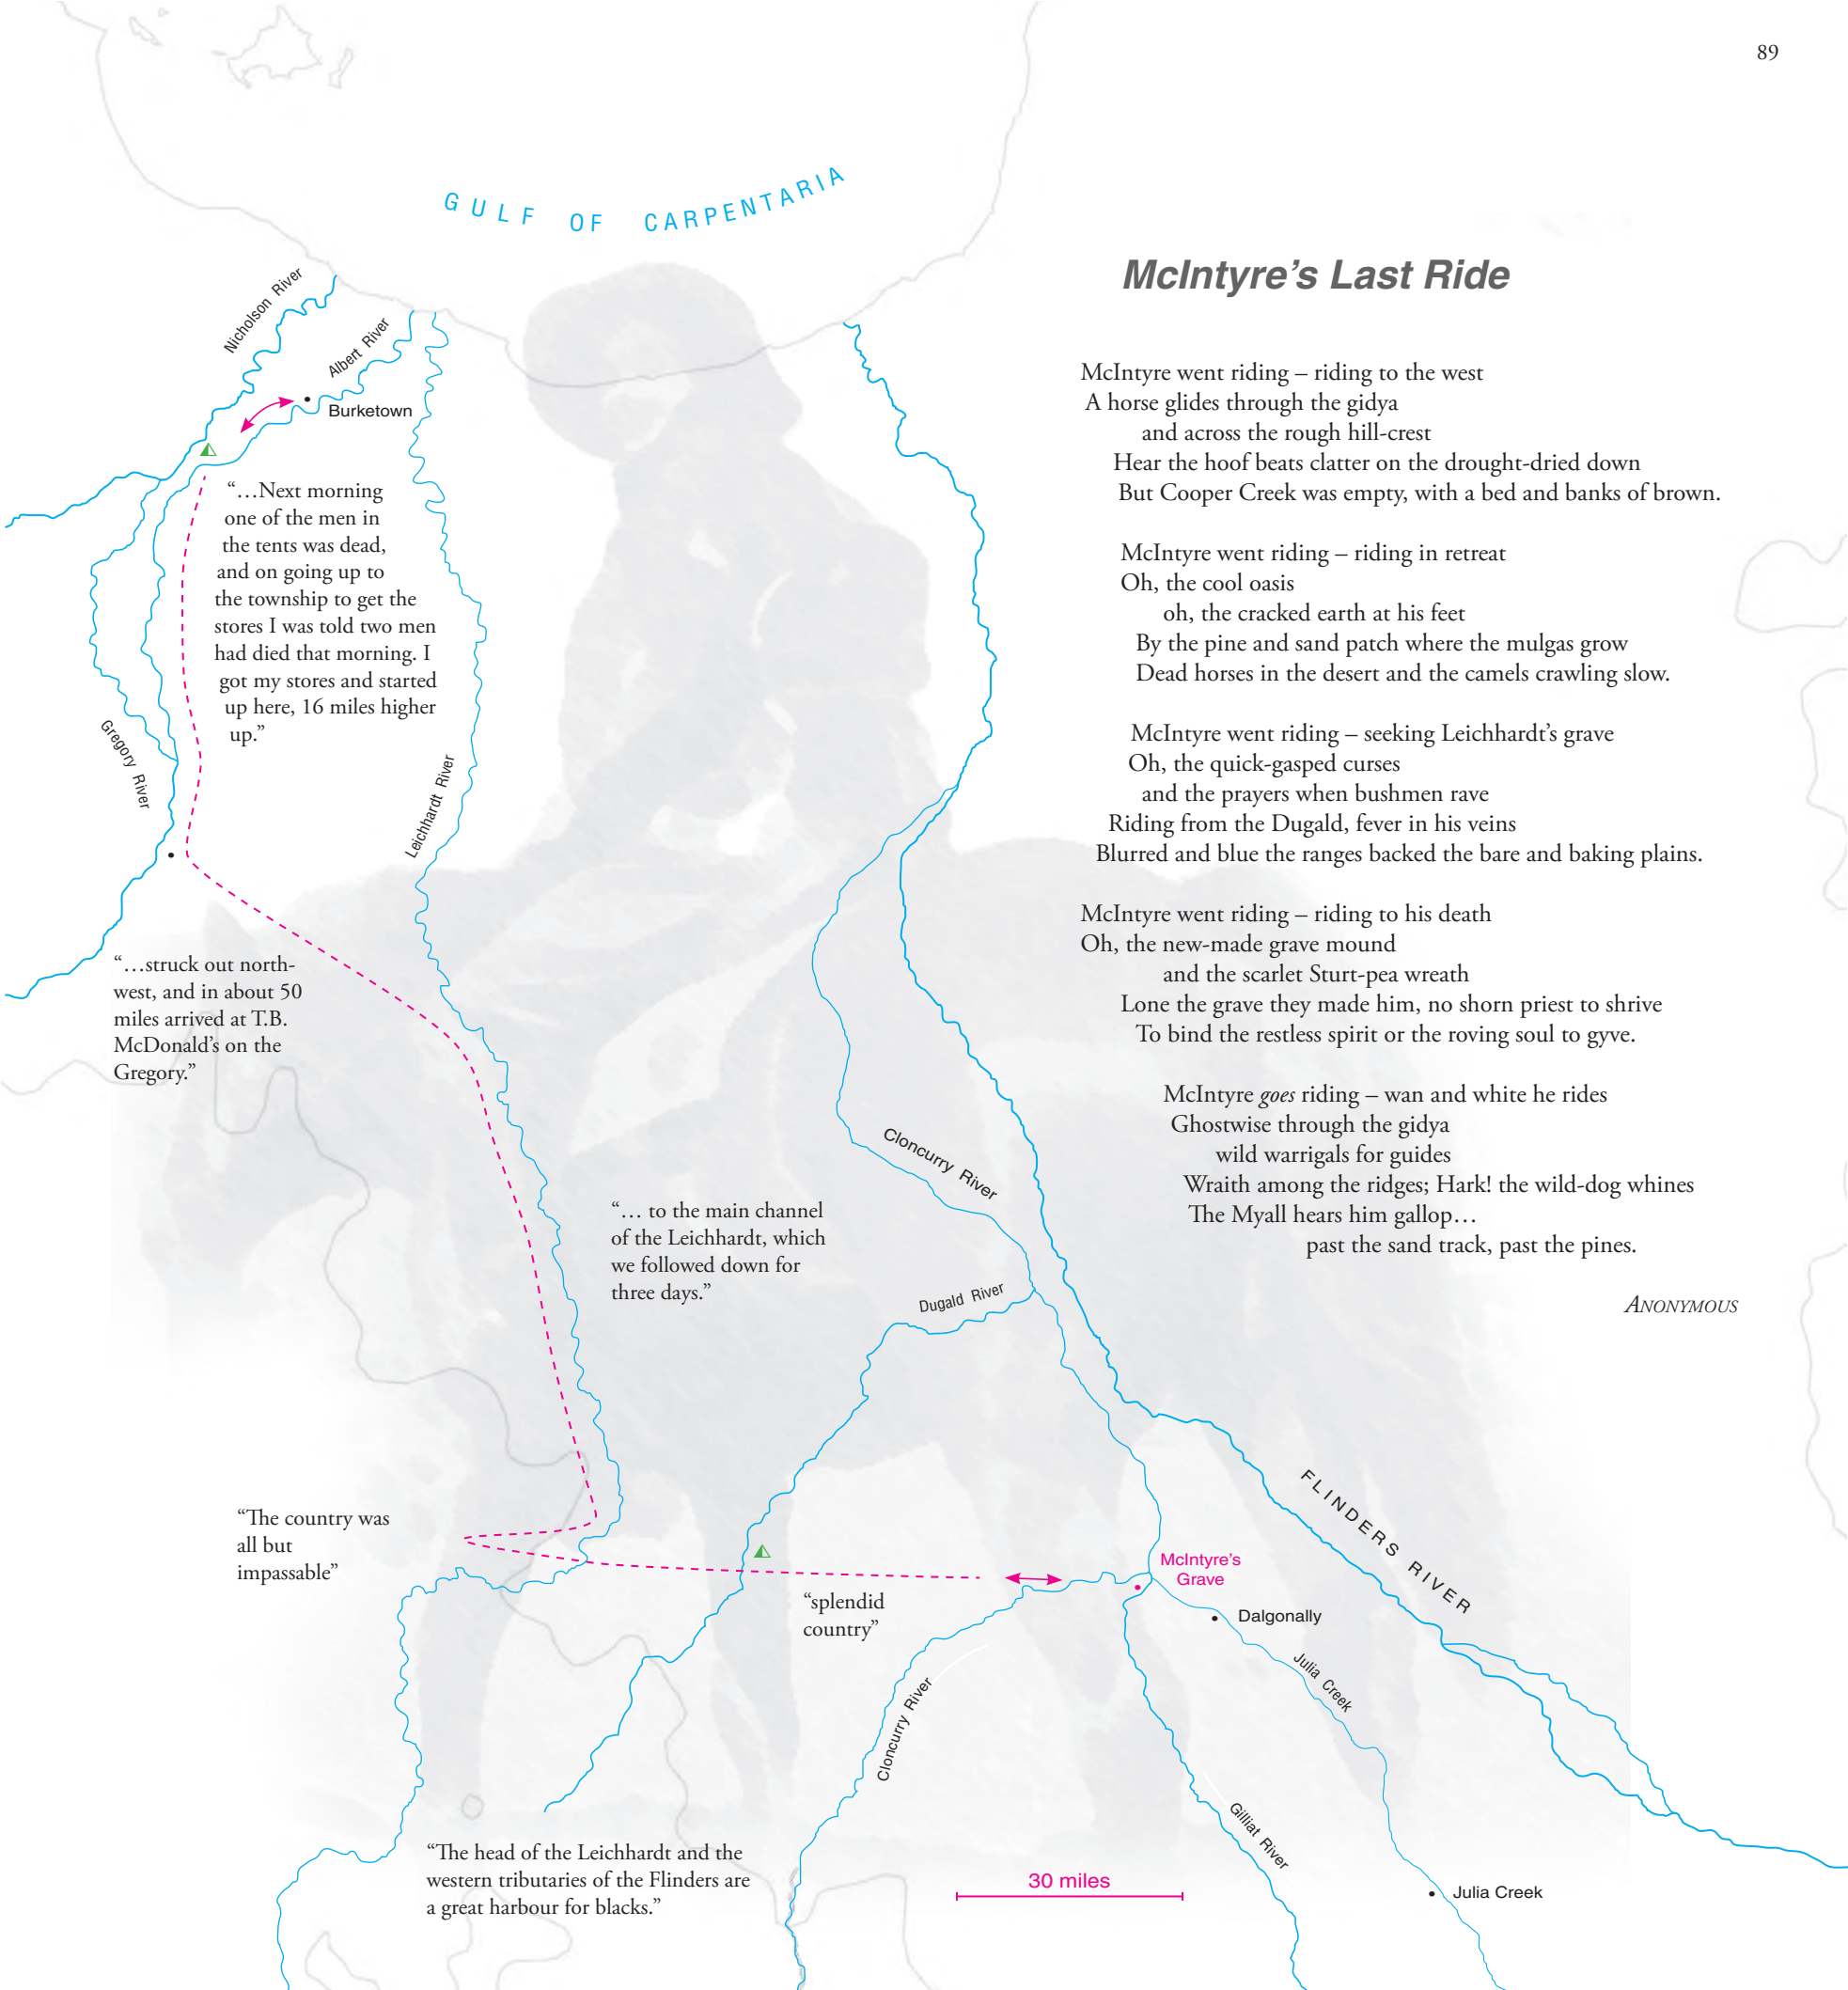 89
GULF OF CARPENTARIA
McIntyre’s Last Ride
McIntyre went riding – riding to the west
A horse glides through the gidya
and across the rough hill-crest
Hear the hoof beats clatter on the drought-dried down
But Cooper Creek was empty, with a bed and banks of brown.
McIntyre went riding – riding in retreat
Oh, the cool oasis
oh, the cracked earth at his feet
By the pine and sand patch where the mulgas grow
Dead horses in the desert and the camels crawling slow.
McIntyre went riding – seeking Leichhardt’s grave
Oh, the quick-gasped curses
and the prayers when bushmen rave
Riding from the Dugald, fever in his veins
Blurred and blue the ranges backed the bare and baking plains.
McIntyre went riding – riding to his death
Oh, the new-made grave mound
and the scarlet Sturt-pea wreath
Lone the grave they made him, no shorn priest to shrive
To bind the restless spirit or the roving soul to gyve.
McIntyre goes riding – wan and white he rides
Ghostwise through the gidya
wild warrigals for guides
Wraith among the ridges; Hark! the wild-dog whines
The Myall hears him gallop…
past the sand track, past the pines.
ANONYMOUS
Nicholson River
Albert River
Burketown
“…Next morning
one of the men in
the tents was dead,
and on going up to
the township to get the
stores I was told two men
had died that morning. I
got my stores and started
up here, 16 miles higher
up.”
Gregory River
Leichhardt River
“…struck out north-
west, and in about 50
miles arrived at T.B.
McDonald’s on the
Gregory.”
Cloncurry River
“… to the main channel
of the Leichhardt, which
we followed down for
three days.”
Dugald River
“The country was
all but
impassable”
FLINDERS RIVER
McIntyre’s
Grave
“splendid
country”
Dalgonally
Julia Creek
Cloncurry River
Gilliat River
“The head of the Leichhardt and the
western tributaries of the Flinders are
a great harbour for blacks.”
30 miles
Julia Creek